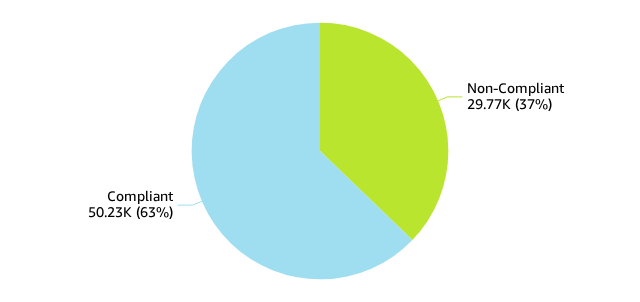 Non-Compliant
29.77K (37%)
Compliant
50.23K (63%)